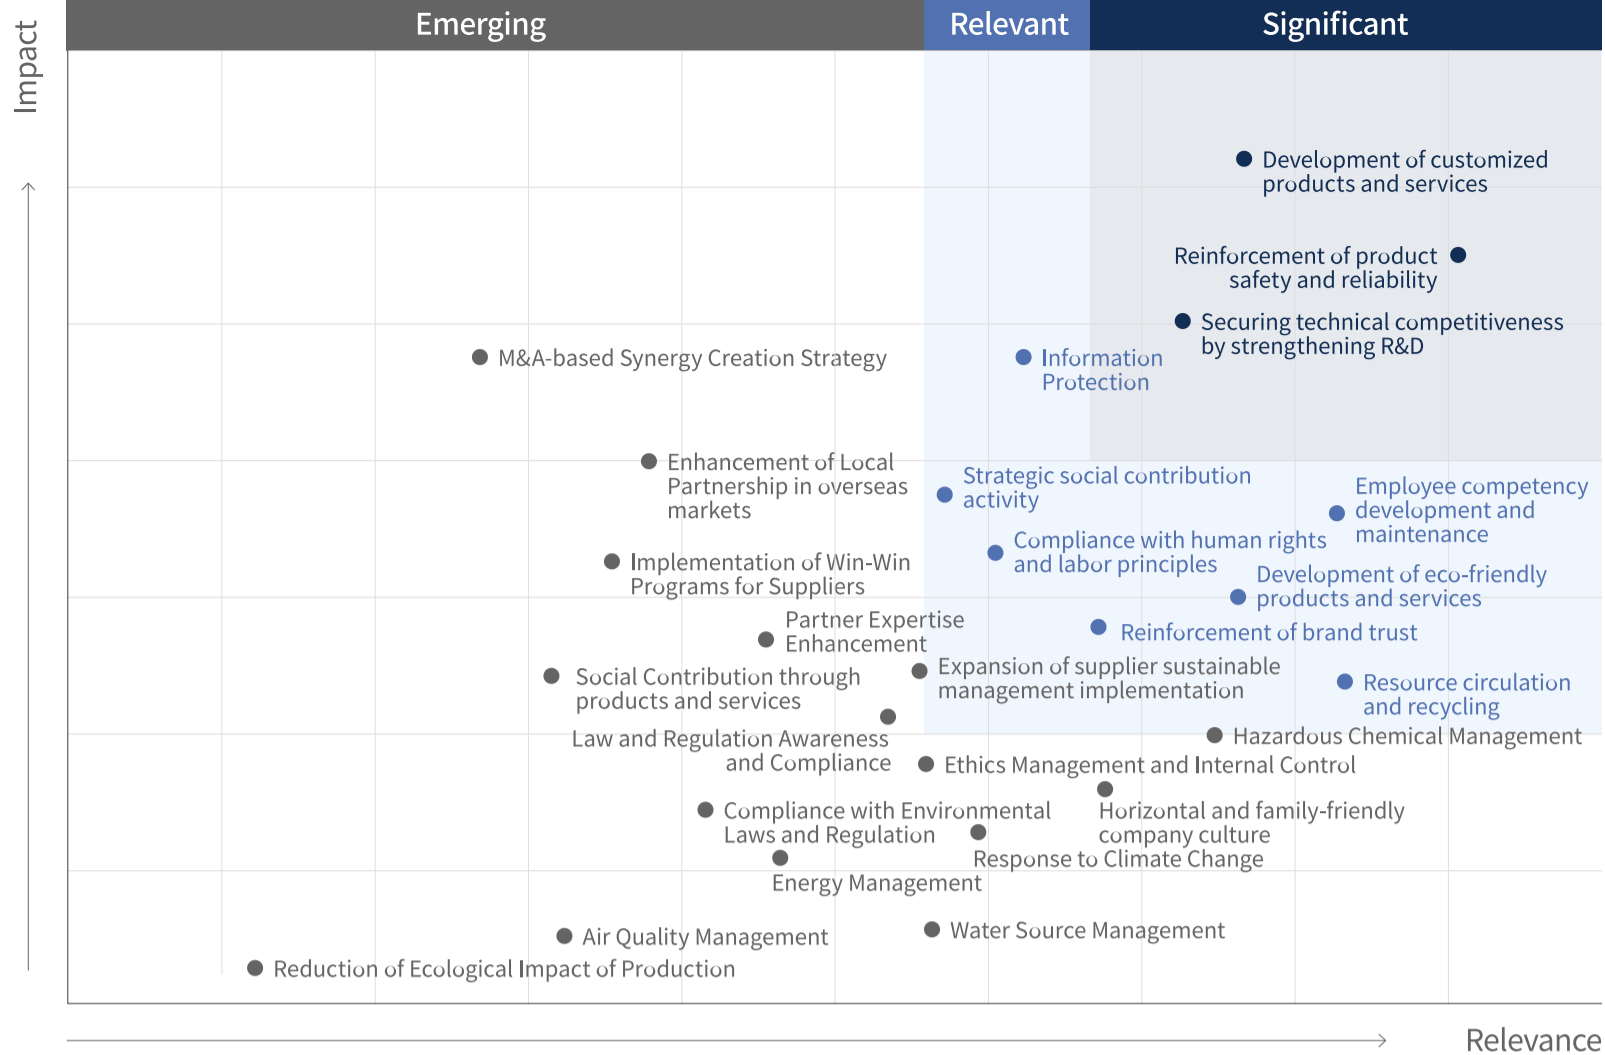 Emerging
Relevant
Significant
Impact
Development of customized
products and services
Reinforcement of product
safety and reliability
Securing technical competitiveness
by strengthening R&D
M&A-based Synergy Creation Strategy
Information
Protection
Enhancement of Local
Partnership in overseas
markets
Strategic social contribution
activity
Employee competency
development and
maintenance
Compliance with human rights
and labor principles
Implementation of Win-Win
Programs for Suppliers
Development of eco-friendly
products and services
Partner Expertise
Enhancement
Reinforcement of brand trust
Expansion of supplier sustainable
management implementation
Social Contribution through
products and services
Resource circulation
and recycling
Law and Regulation Awareness
and Compliance
Hazardous Chemical Management
Ethics Management and Internal Control
Compliance with Environmental
Laws and Regulation
Horizontal and family-friendly
company culture
Response to Climate Change
Energy Management
Water Source Management
Air Quality Management
Reduction of Ecological Impact of Production
Relevance